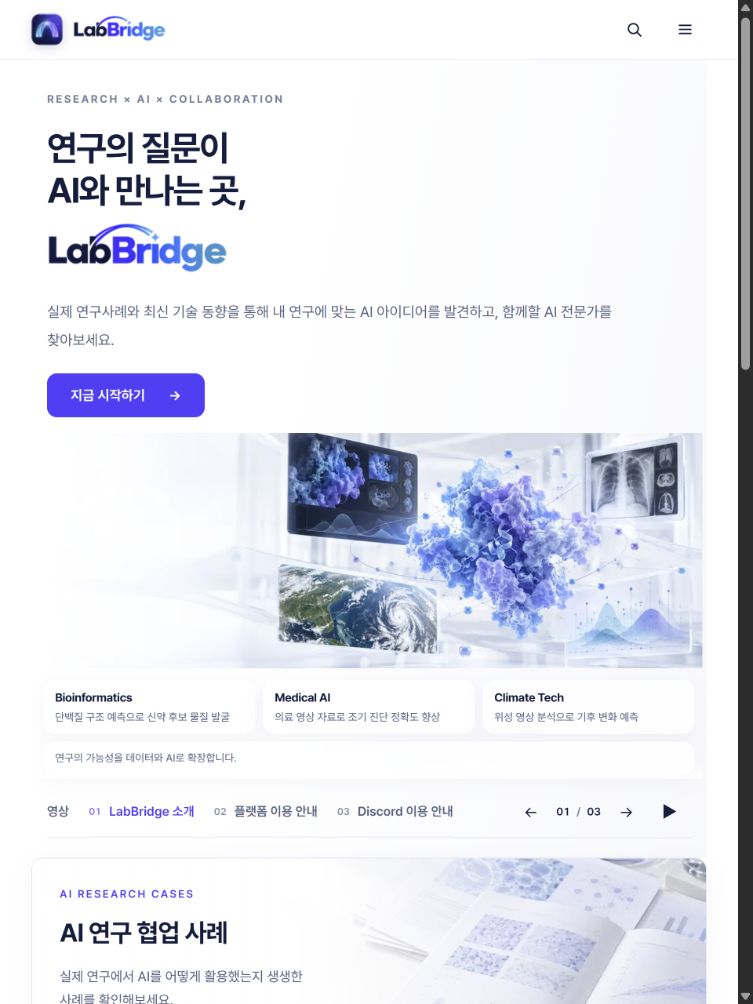 LabBridge
RESEARCH × AI × COLLABORATION
연구의 질문이
AI와 만나는 곳,
LabBridge
실제 연구사례와 최신 기술 동향을 통해 내 연구에 맞는 AI 아이디어를 발견하고, 함께할 AI 전문가를
찾아보세요.
지금 시작하기 →
Bioinformatics
단백질 구조 예측으로 신약 후보 물질 발굴
Medical AI
의료 영상 자료로 조기 진단 정확도 향상
Climate Tech
위성 영상 분석으로 기후 변화 예측
연구의 가능성을 데이터와 AI로 확장합니다.
영상 01 LabBridge 소개 02 플랫폼 이용 안내 03 Discord 이용 안내 ← 01 / 03 →
AI RESEARCH CASES
AI 연구 협업 사례
실제 연구에서 AI를 어떻게 활용했는지 생생한
사례를 확인해보세요.